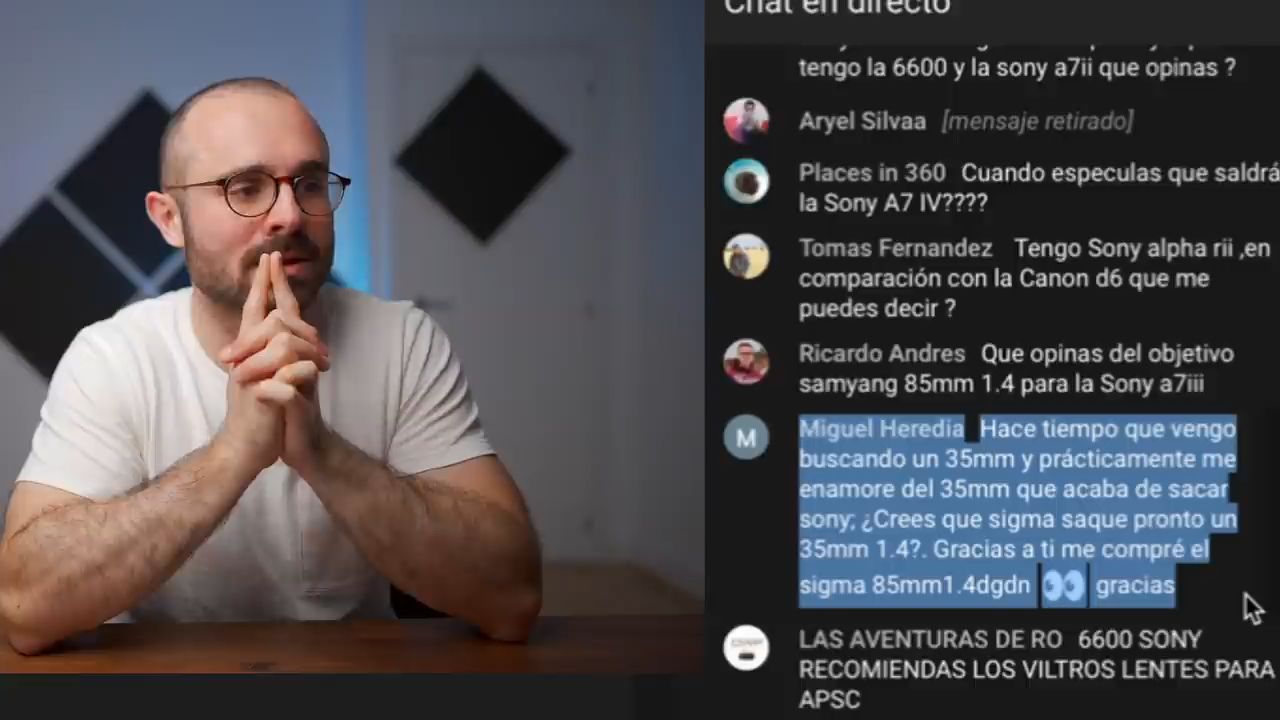 Chat en directo
tengo la 6600 y la sony a7ii que opinas ?
Aryel Silvaa [mensaje retirado]
Places in 360 Cuando especulas que saldrá
la Sony A7 IV????
Tomas Fernandez Tengo Sony alpha rii ,en
comparación con la Canon d6 que me
puedes decir ?
Ricardo Andres Que opinas del objetivo
samyang 85mm 1.4 para la Sony a7iii
M
Miguel Heredia Hace tiempo que vengo
buscando un 35mm y prácticamente me
enamore del 35mm que acaba de sacar
sony; ¿Crees que sigma saque pronto un
35mm 1.4?. Gracias a ti me compré el
sigma 85mm1.4dgdn 👀 gracias
LAS AVENTURAS DE RO 6600 SONY
RECOMIENDAS LOS VILTROS LENTES PARA
APSC